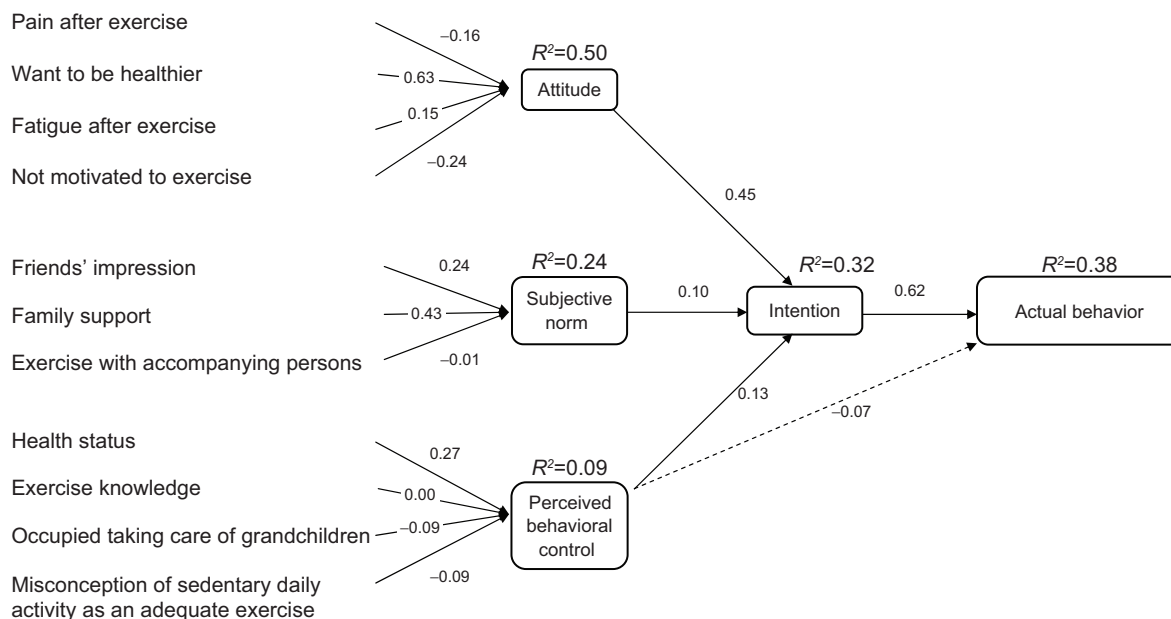 Pain after exercise
Want to be healthier
Fatigue after exercise
Not motivated to exercise
–0.16
0.63
0.15
–0.24
R²=0.50
Attitude
0.45
Friends’ impression
Family support
Exercise with accompanying persons
0.24
0.43
–0.01
R²=0.24
Subjective
norm
0.10
R²=0.32
Intention
0.62
R²=0.38
Actual behavior
0.13
–0.07
Health status
Exercise knowledge
Occupied taking care of grandchildren
Misconception of sedentary daily
activity as an adequate exercise
0.27
0.00
–0.09
–0.09
R²=0.09
Perceived
behavioral
control